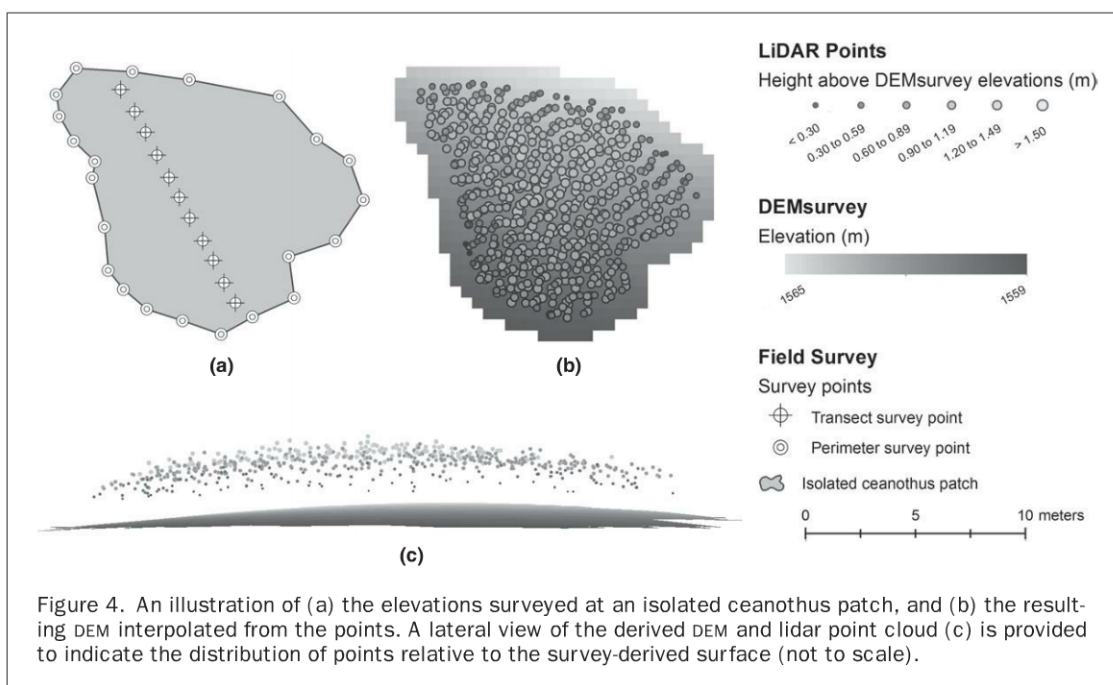 (a)
(b)
(c)
LiDAR Points
Height above DEMsurvey elevations (m)
< 0.30
0.30 to 0.59
0.60 to 0.89
0.90 to 1.19
1.20 to 1.49
> 1.50
DEMsurvey
Elevation (m)
1565
1559
Field Survey
Survey points
Transect survey point
Perimeter survey point
Isolated ceanothus patch
0 5 10 meters
Figure 4. An illustration of (a) the elevations surveyed at an isolated ceanothus patch, and (b) the result-
ing DEM interpolated from the points. A lateral view of the derived DEM and lidar point cloud (c) is provided
to indicate the distribution of points relative to the survey-derived surface (not to scale).